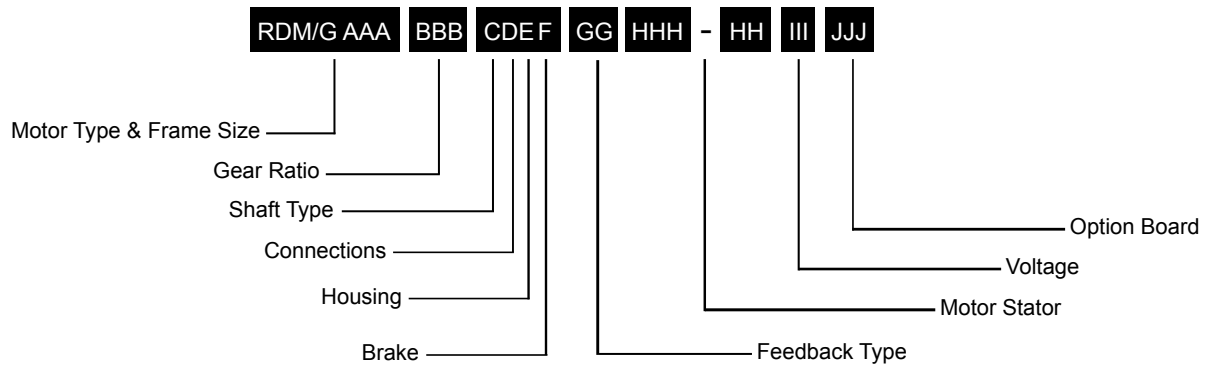 RDM/G AAA BBB CDEF GG HHH - HH III JJJ
Motor Type & Frame Size
Gear Ratio
Shaft Type
Option Board
Connections
Voltage
Housing
Motor Stator
Brake
Feedback Type